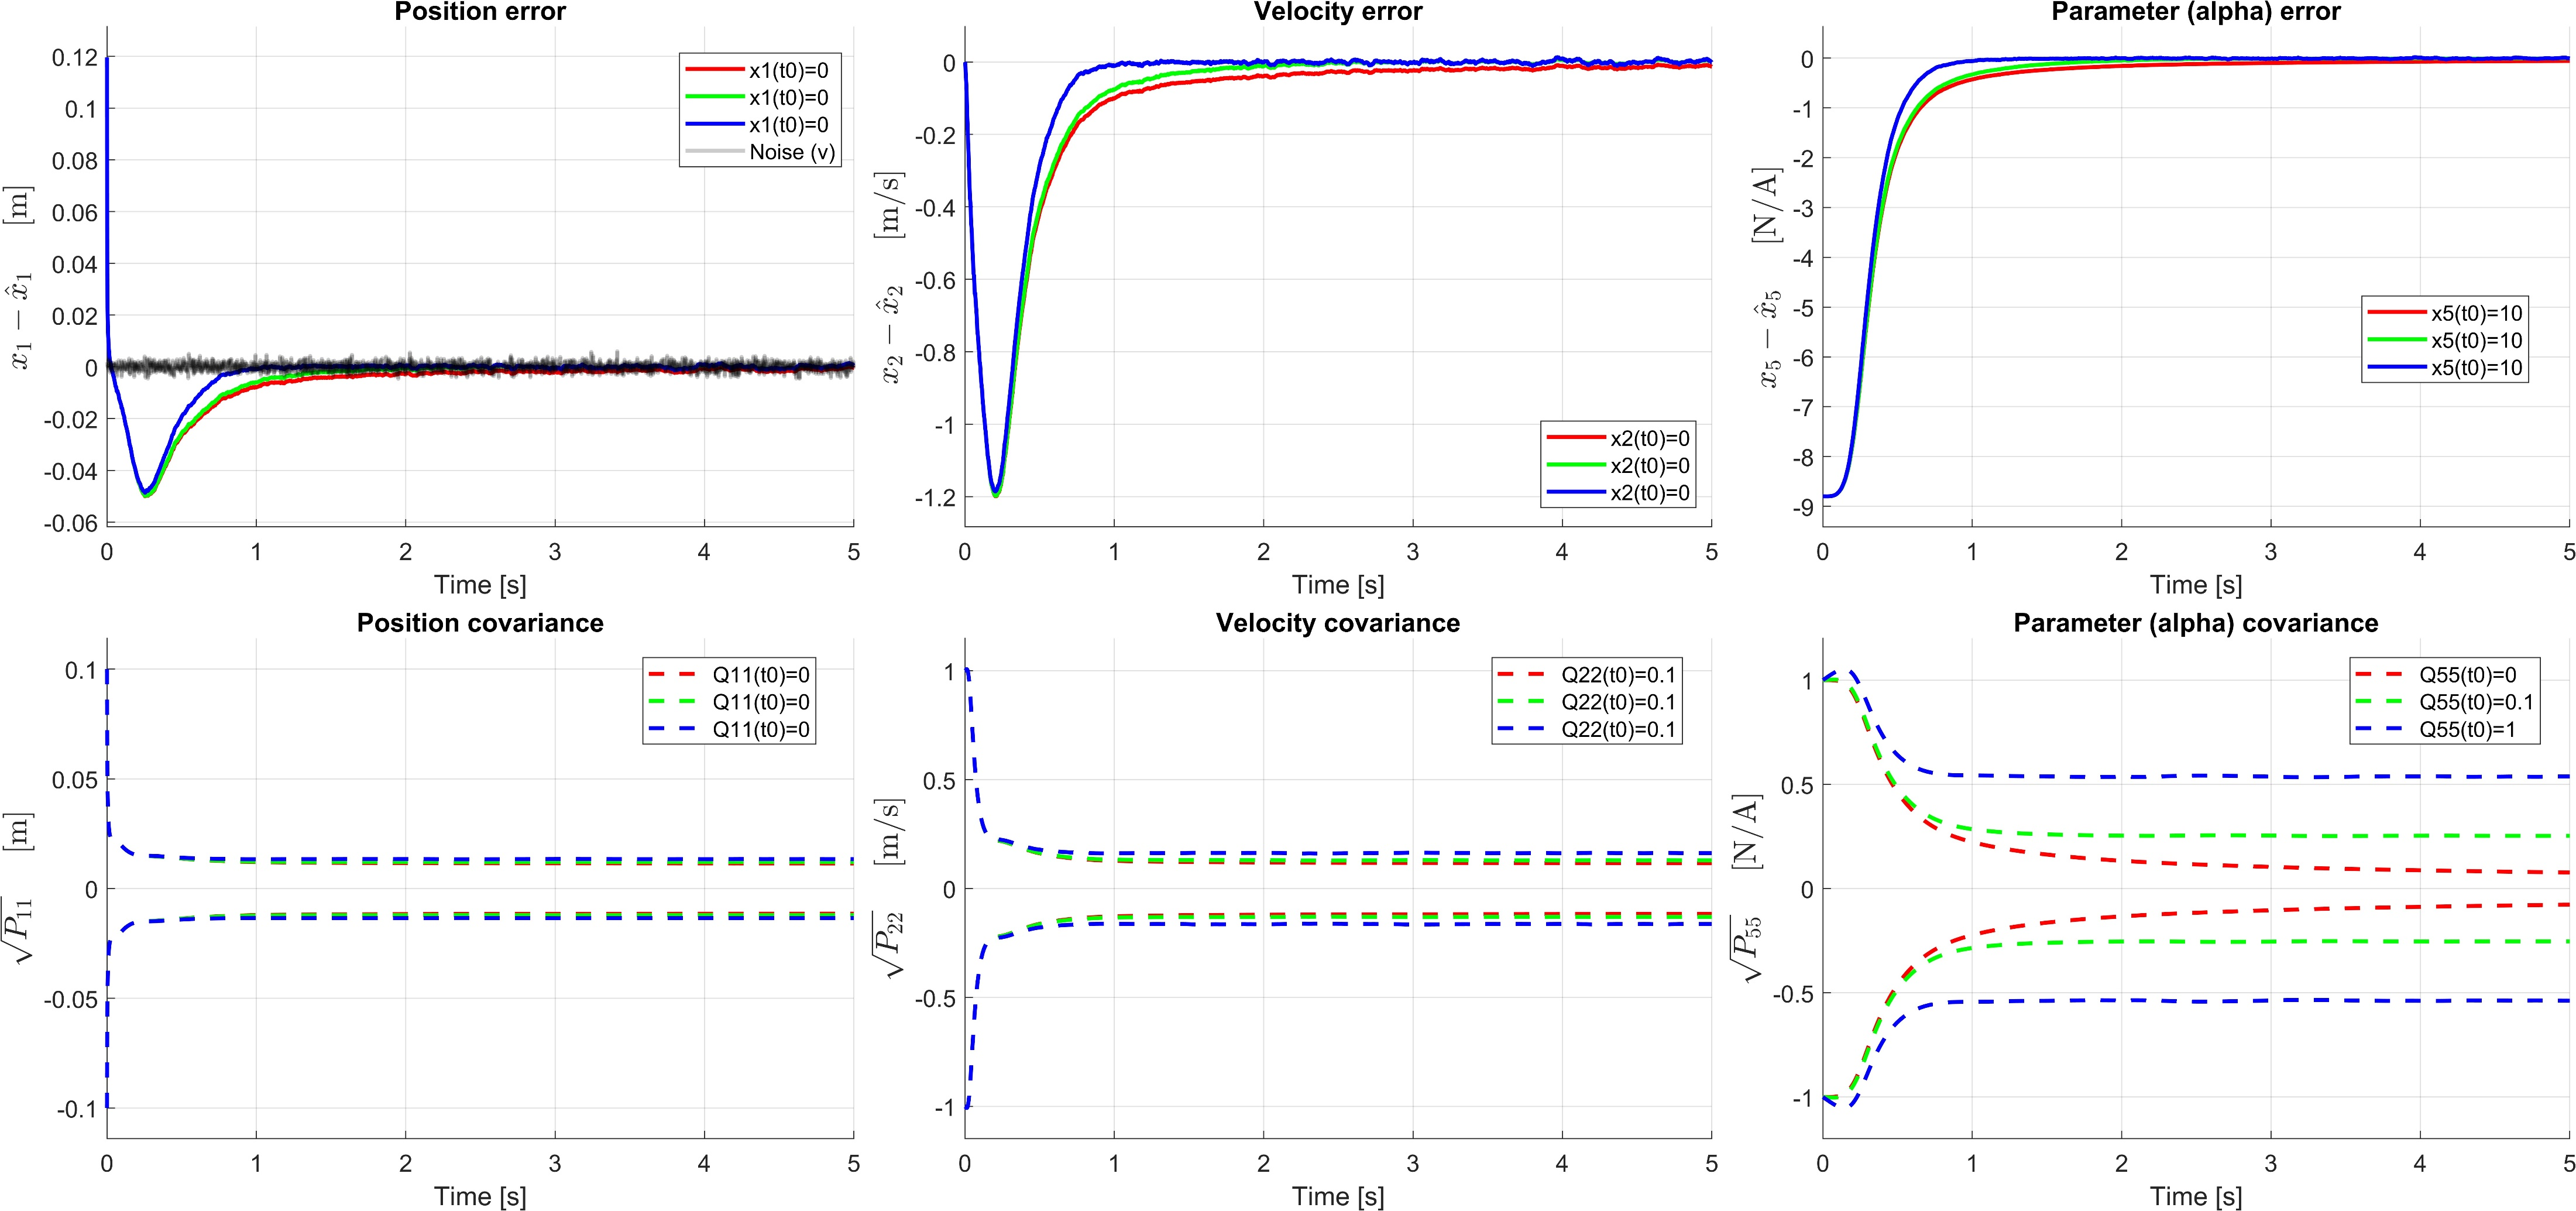 Position error
x₁ − x̂₁ [m]
0.12
0.1
0.08
0.06
0.04
0.02
0
-0.02
-0.04
-0.06
x1(t0)=0
x1(t0)=0
x1(t0)=0
Noise (v)
0 1 2 3 4 5
Time [s]
Velocity error
x₂ − x̂₂ [m/s]
0
-0.2
-0.4
-0.6
-0.8
-1
-1.2
x2(t0)=0
x2(t0)=0
x2(t0)=0
0 1 2 3 4 5
Time [s]
Parameter (alpha) error
x₅ − x̂₅ [N/A]
0
-1
-2
-3
-4
-5
-6
-7
-8
-9
x5(t0)=10
x5(t0)=10
x5(t0)=10
0 1 2 3 4 5
Time [s]
Position covariance
√P₁₁ [m]
0.1
0.05
0
-0.05
-0.1
Q11(t0)=0
Q11(t0)=0
Q11(t0)=0
0 1 2 3 4 5
Time [s]
Velocity covariance
√P₂₂ [m/s]
1
0.5
0
-0.5
-1
Q22(t0)=0.1
Q22(t0)=0.1
Q22(t0)=0.1
0 1 2 3 4 5
Time [s]
Parameter (alpha) covariance
√P₅₅ [N/A]
1
0.5
0
-0.5
-1
Q55(t0)=0
Q55(t0)=0.1
Q55(t0)=1
0 1 2 3 4 5
Time [s]